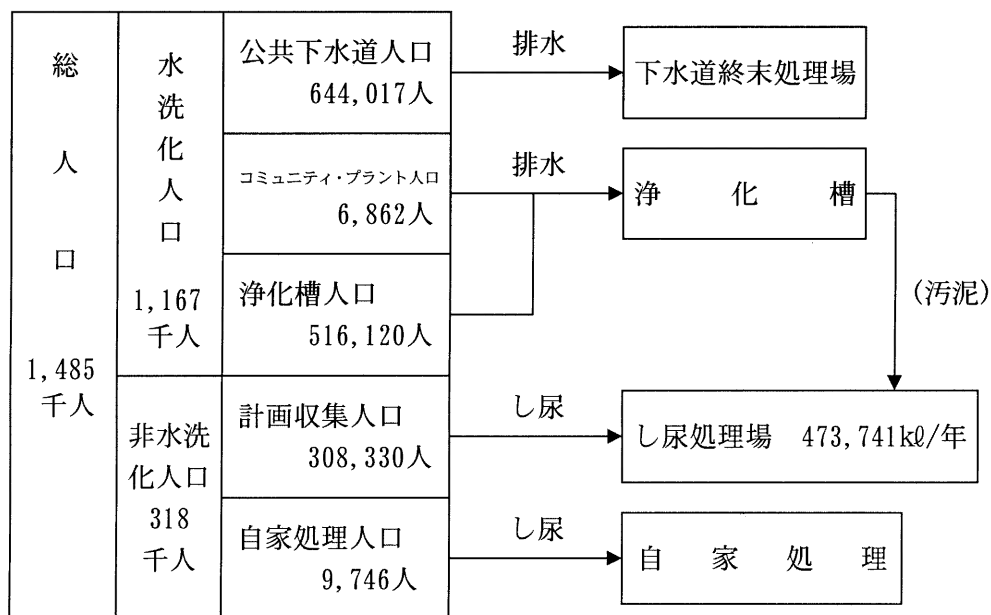 総人口
1,485
千人
水洗化人口
1,167
千人
公共下水道人口
644,017人
排水
下水道終末処理場
コミュニティ・プラント人口
6,862人
排水
浄化槽
浄化槽人口
516,120人
(汚泥)
非水洗
化人口
318
千人
計画収集人口
308,330人
し尿
し尿処理場 473,741kℓ/年
自家処理人口
9,746人
し尿
自家処理